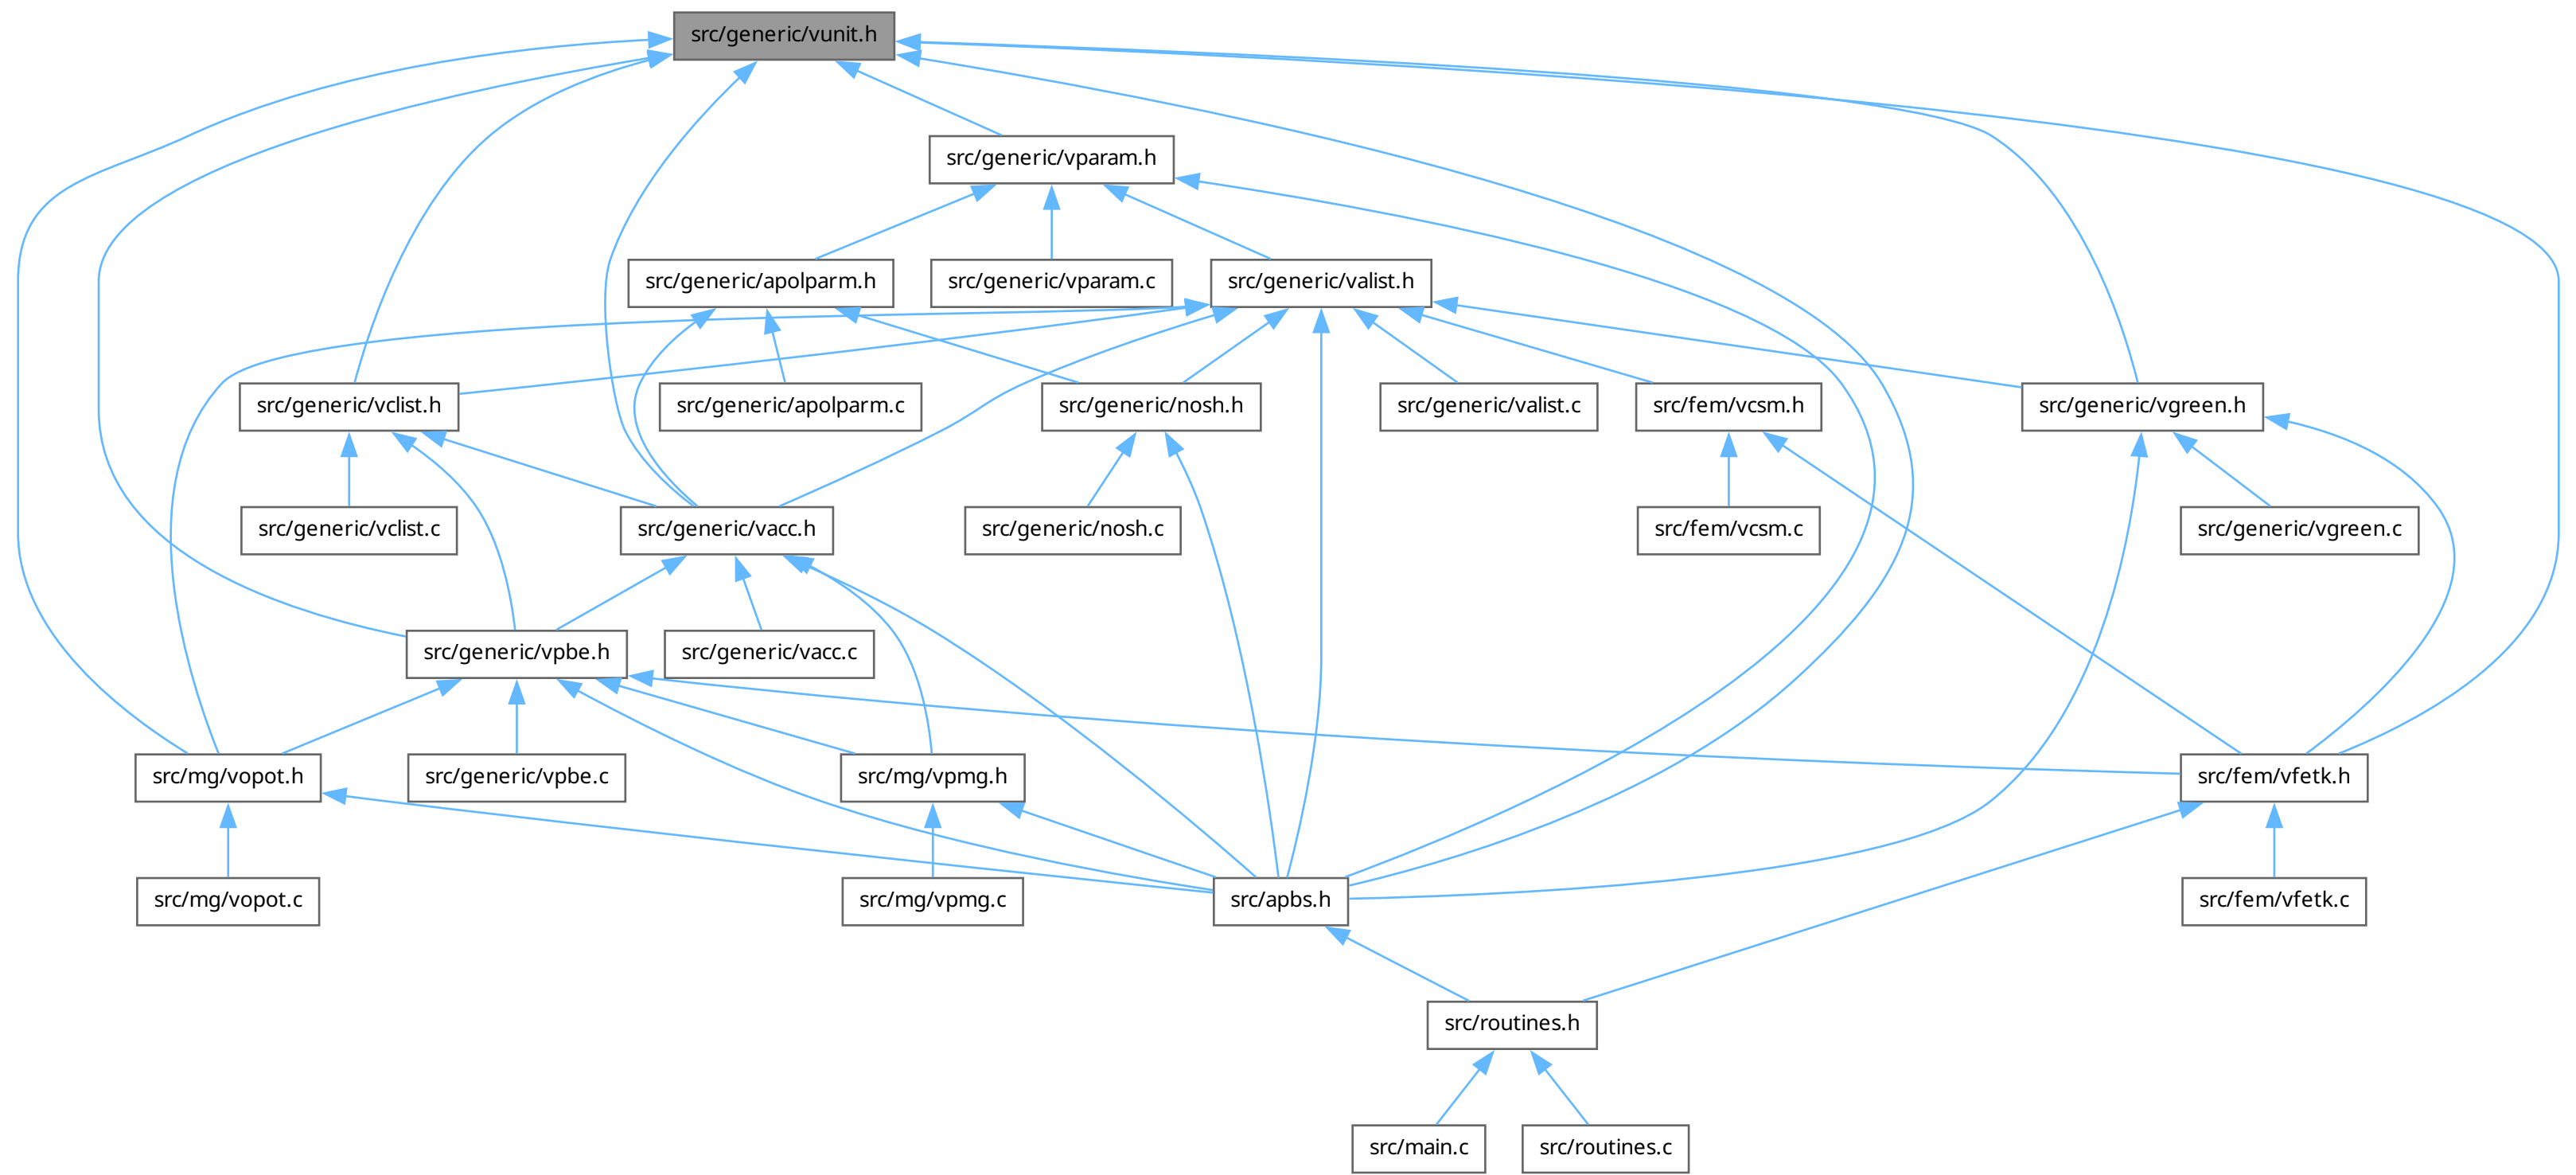 src/generic/vunit.h
src/generic/vparam.h
src/generic/apolparm.h
src/generic/vparam.c
src/generic/valist.h
src/generic/vclist.h
src/generic/apolparm.c
src/generic/nosh.h
src/generic/valist.c
src/fem/vcsm.h
src/generic/vgreen.h
src/generic/vclist.c
src/generic/vacc.h
src/generic/nosh.c
src/fem/vcsm.c
src/generic/vgreen.c
src/generic/vpbe.h
src/generic/vacc.c
src/mg/vopot.h
src/generic/vpbe.c
src/mg/vpmg.h
src/fem/vfetk.h
src/mg/vopot.c
src/mg/vpmg.c
src/apbs.h
src/fem/vfetk.c
src/routines.h
src/main.c
src/routines.c